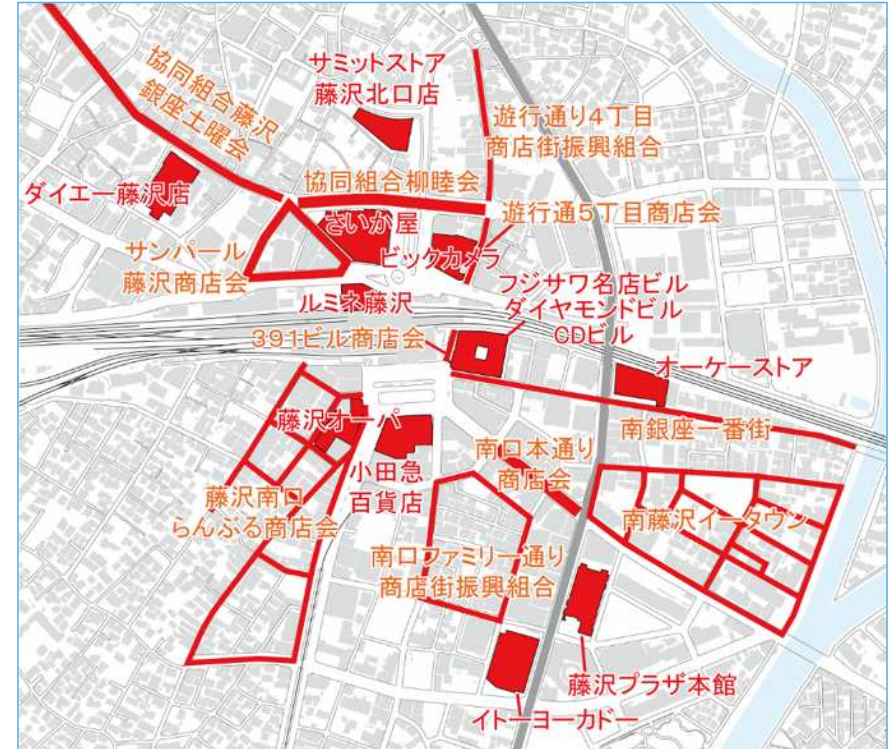 協同組合藤沢
銀座土曜会
サミットストア
藤沢北口店
遊行通り4丁目
商店街振興組合
ダイエー藤沢店
協同組合柳睦会
さいか屋
遊行通5丁目商店会
サンパール
藤沢商店会
ビックカメラ
ルミネ藤沢
フジサワ名店ビル
ダイヤモンドビル
CDビル
391ビル商店会
オーケーストア
藤沢オーパ
南銀座一番街
小田急
百貨店
南口本通り
商店会
藤沢南口
らんぶる商店会
南藤沢イータウン
南口ファミリー通り
商店街振興組合
藤沢プラザ本館
イトーヨーカドー